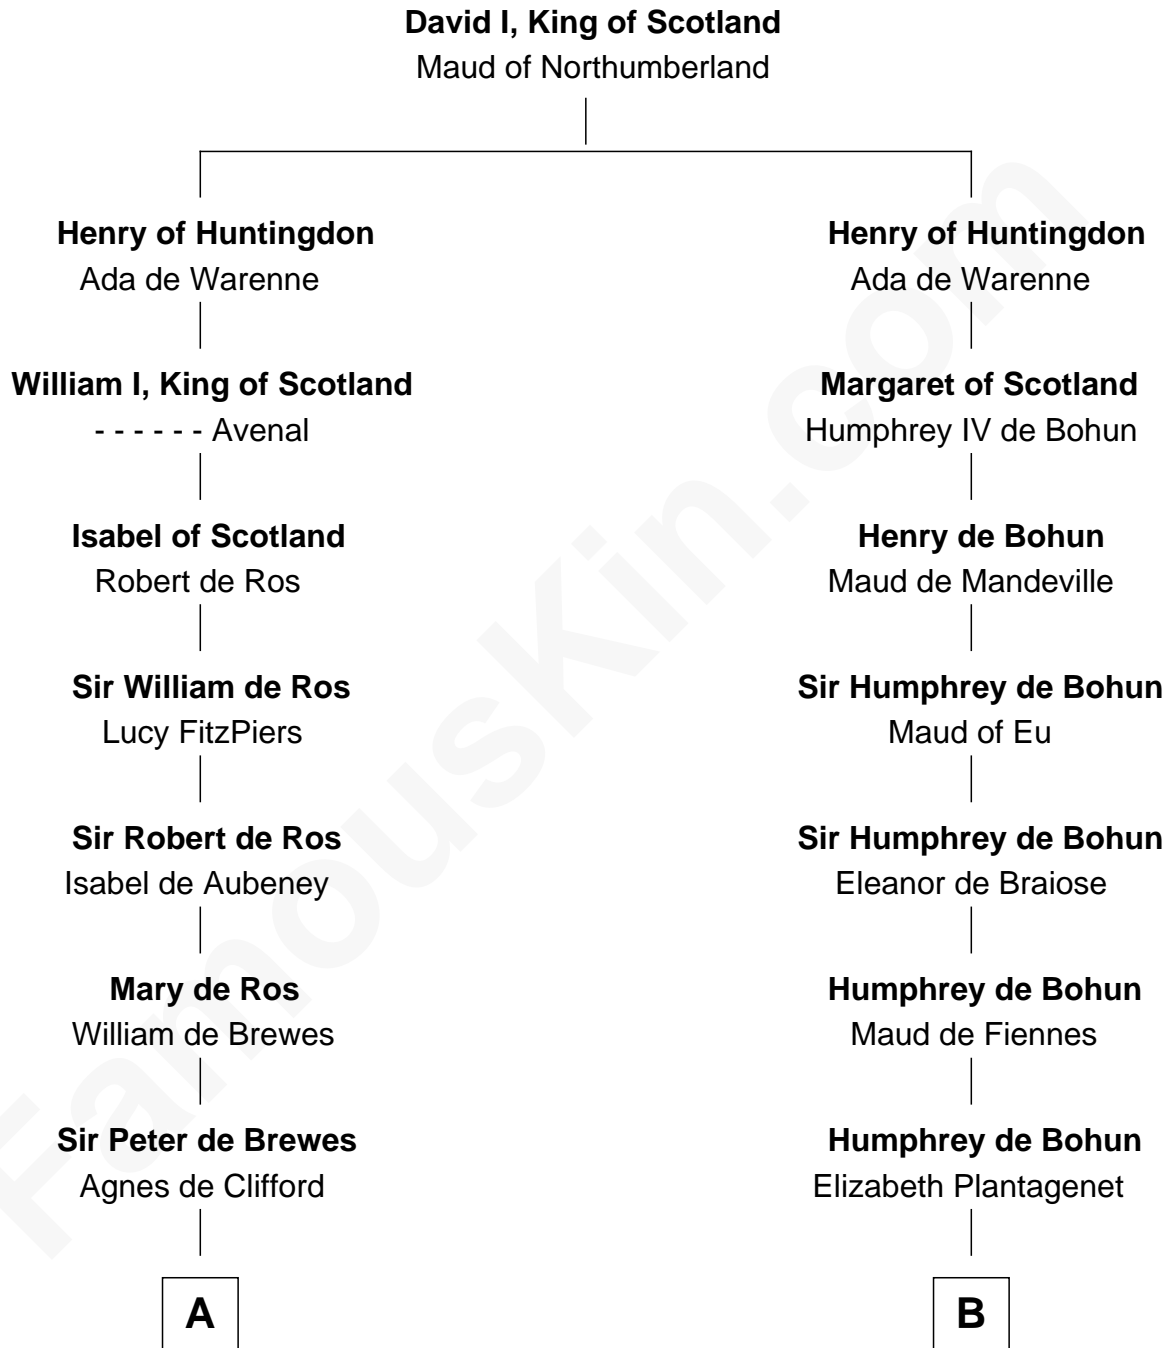 David I, King of Scotland
Maud of Northumberland
Henry of Huntingdon
Ada de Warenne
Henry of Huntingdon
Ada de Warenne
William I, King of Scotland
- - - - - - Avenal
Margaret of Scotland
Humphrey IV de Bohun
Isabel of Scotland
Robert de Ros
Henry de Bohun
Maud de Mandeville
Sir William de Ros
Lucy FitzPiers
Sir Humphrey de Bohun
Maud of Eu
Sir Robert de Ros
Isabel de Aubeney
Sir Humphrey de Bohun
Eleanor de Braiose
Mary de Ros
William de Brewes
Humphrey de Bohun
Maud de Fiennes
Sir Peter de Brewes
Agnes de Clifford
Humphrey de Bohun
Elizabeth Plantagenet
A
B
FamousKin.com